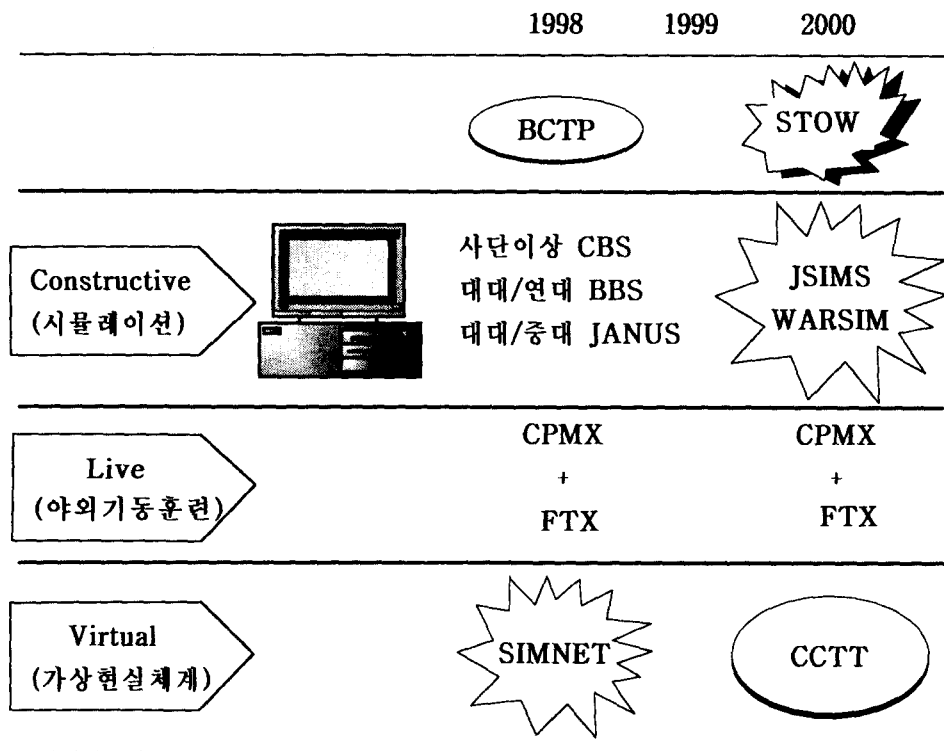 1998 1999 2000
BCTP STOW
Constructive
(시뮬레이션)
사단이상 CBS
대대/연대 BBS
대대/중대 JANUS
JSIMS
WARSIM
Live
(야외기동훈련)
CPMX
+
FTX
CPMX
+
FTX
Virtual
(가상현실체계)
SIMNET CCTT